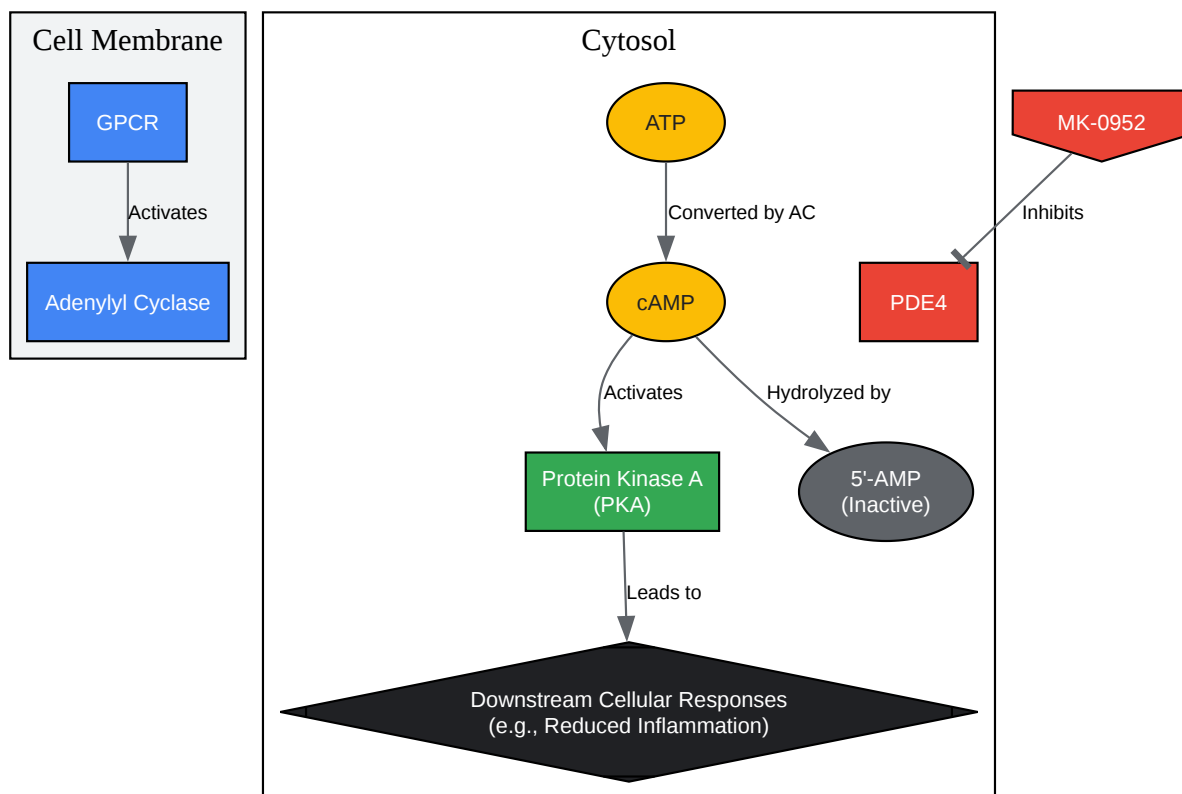 Cell Membrane
GPCR
Activates
Adenylyl Cyclase
Cytosol
ATP
Converted by AC
cAMP
Activates
Hydrolyzed by
Protein Kinase A
(PKA)
5'-AMP
(Inactive)
Leads to
Downstream Cellular Responses
(e.g., Reduced Inflammation)
MK-0952
Inhibits
PDE4